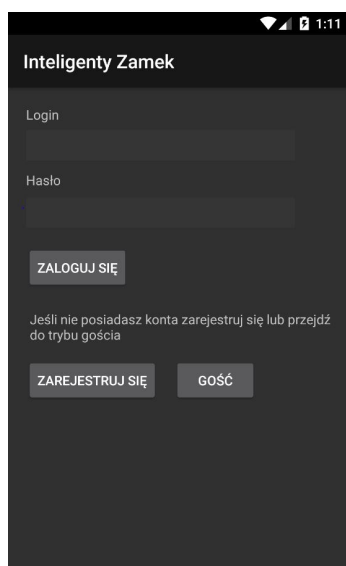 1:11
Inteligenty Zamek
Login
Hasło
ZALOGUJ SIĘ
Jeśli nie posiadasz konta zarejestruj się lub przejdź
do trybu gościa
ZAREJESTRUJ SIĘ GOŚĆ